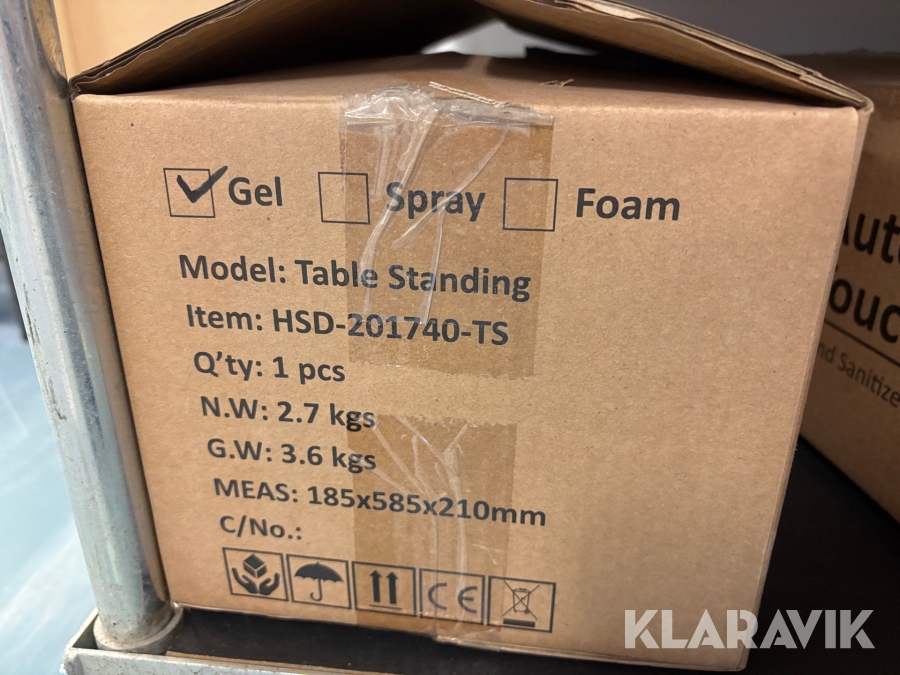 Gel Spray Foam
Model: Table Standing
Item: HSD-201740-TS
Q'ty: 1 pcs
N.W: 2.7 kgs
G.W: 3.6 kgs
MEAS: 185x585x210mm
C/No.:
CE
Sanitize
KLARAVIK